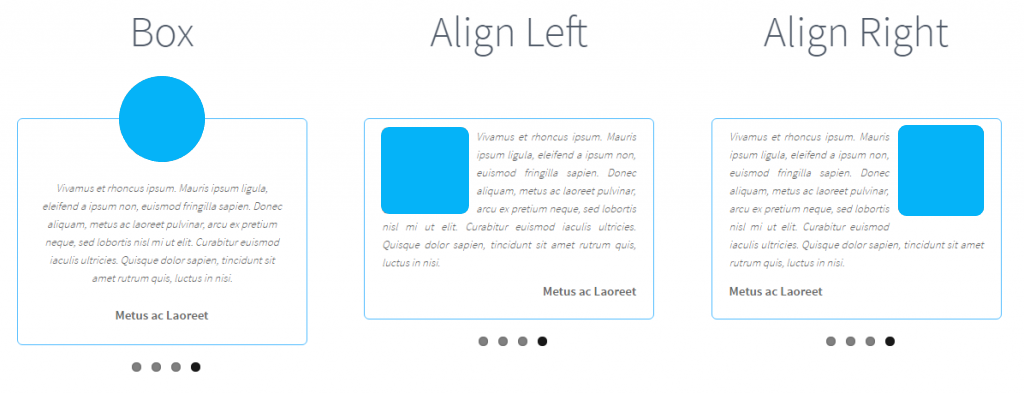 Box
Vivamus et rhoncus ipsum. Mauris ipsum ligula,
eleifend a ipsum non, euismod fringilla sapien. Donec
aliquam, metus ac laoreet pulvinar, arcu ex pretium
neque, sed lobortis nisl mi ut elit. Curabitur euismod
iaculis ultricies. Quisque dolor sapien, tincidunt sit
amet rutrum quis, luctus in nisi.
Metus ac Laoreet
Align Left
Vivamus et rhoncus ipsum. Mauris
ipsum ligula, eleifend a ipsum non,
euismod fringilla sapien. Donec
aliquam, metus ac laoreet pulvinar,
arcu ex pretium neque, sed lobortis
nisl mi ut elit. Curabitur euismod iaculis ultricies.
Quisque dolor sapien, tincidunt sit amet rutrum quis,
luctus in nisi.
Metus ac Laoreet
Align Right
Vivamus et rhoncus ipsum. Mauris
ipsum ligula, eleifend a ipsum non,
euismod fringilla sapien. Donec
aliquam, metus ac laoreet pulvinar,
arcu ex pretium neque, sed lobortis
nisl mi ut elit. Curabitur euismod
iaculis ultricies. Quisque dolor sapien, tincidunt sit amet
rutrum quis, luctus in nisi.
Metus ac Laoreet